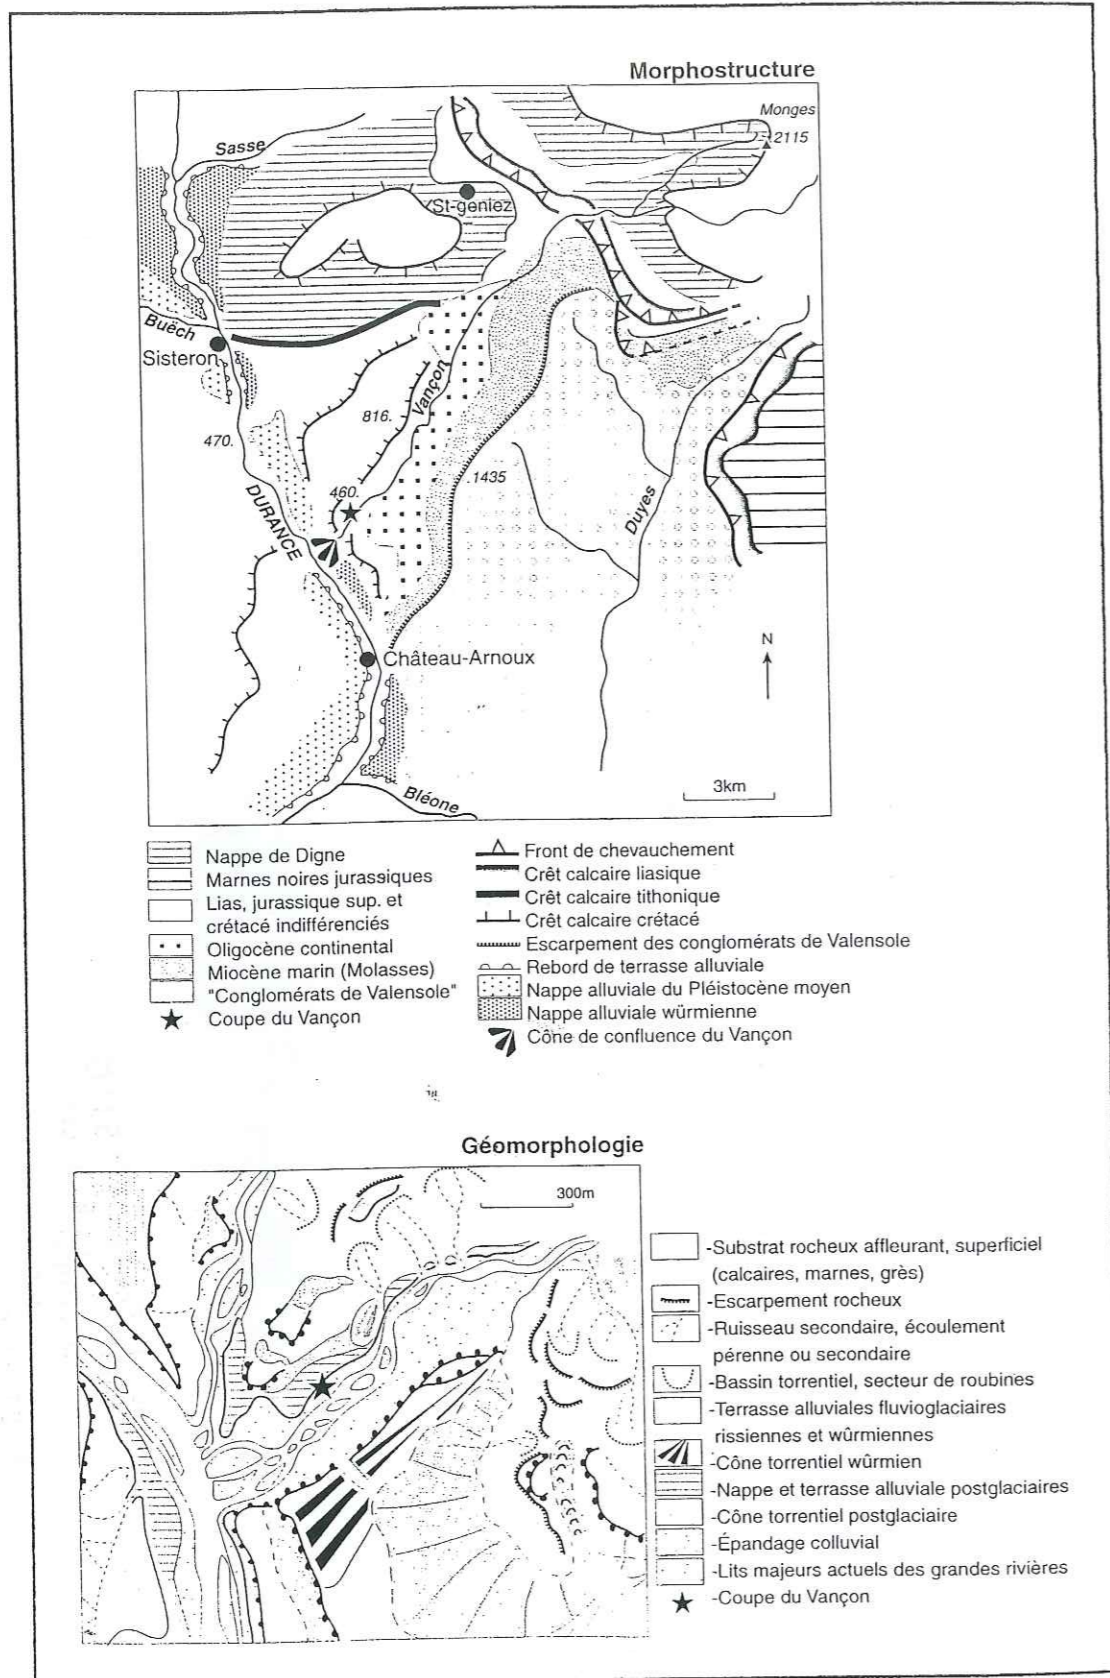 Morphostructure
Monges
2115
Sasse
St-geniez
Buëch
Sisteron
Vançon
816.
470.
.1435
460.
DURANCE
Duyes
N
Château-Arnoux
3km
Bléone
Nappe de Digne
Marnes noires jurassiques
Lias, jurassique sup. et
crétacé indifférenciés
Oligocène continental
Miocène marin (Molasses)
"Conglomérats de Valensole"
Coupe du Vançon
Front de chevauchement
Crêt calcaire liasique
Crêt calcaire tithonique
Crêt calcaire crétacé
Escarpement des conglomérats de Valensole
Rebord de terrasse alluviale
Nappe alluviale du Pléistocène moyen
Nappe alluviale würmienne
Cône de confluence du Vançon
Géomorphologie
300m
-Substrat rocheux affleurant, superficiel
(calcaires, marnes, grès)
-Escarpement rocheux
-Ruisseau secondaire, écoulement
pérenne ou secondaire
-Bassin torrentiel, secteur de roubines
-Terrasse alluviales fluvioglaciaires
rissiennes et wûrmiennes
-Cône torrentiel wûrmien
-Nappe et terrasse alluviale postglaciaires
-Cône torrentiel postglaciaire
-Épandage colluvial
-Lits majeurs actuels des grandes rivières
-Coupe du Vançon